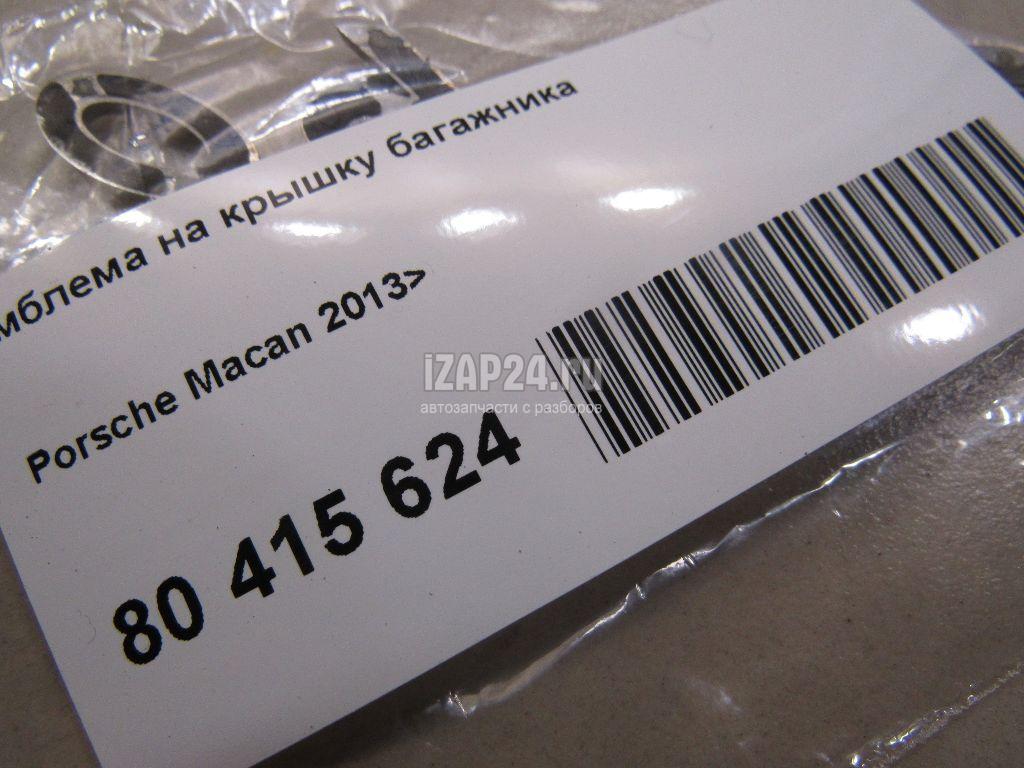 мблема на крышку багажника
Porsche Macan 2013>
80 415 624
iZAP24.ru
автозапчасти с разборов